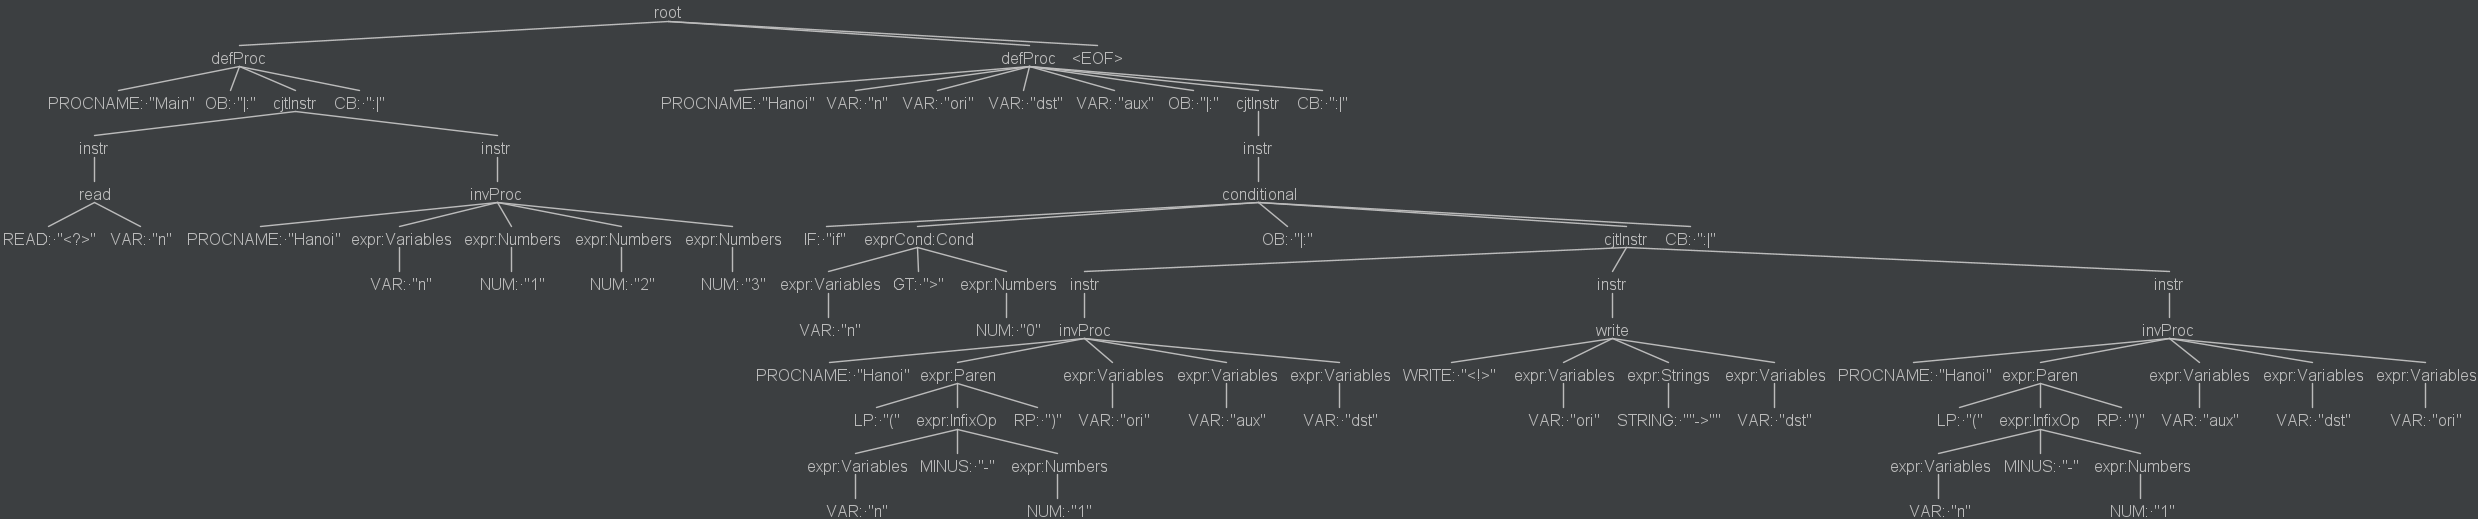 root
defProc defProc <EOF>
PROCNAME:·"Main" OB:·"|:" cjtInstr CB:·":|" PROCNAME:·"Hanoi" VAR:·"n" VAR:·"ori" VAR:·"dst" VAR:·"aux" OB:·"|:" cjtInstr CB:·":|"
instr instr instr
read invProc conditional
READ:·"<?>" VAR:·"n" PROCNAME:·"Hanoi" expr:Variables expr:Numbers expr:Numbers expr:Numbers IF:·"if" exprCond:Cond OB:·"|:" cjtInstr CB:·":|"
VAR:·"n" NUM:·"1" NUM:·"2" NUM:·"3" expr:Variables GT:·">" expr:Numbers instr instr instr
VAR:·"n" NUM:·"0" invProc write invProc
PROCNAME:·"Hanoi" expr:Paren expr:Variables expr:Variables expr:Variables WRITE:·"<!>" expr:Variables expr:Strings expr:Variables PROCNAME:·"Hanoi" expr:Paren expr:Variables expr:Variables expr:Variables
LP:·"(" expr:InfixOp RP:·")" VAR:·"ori" VAR:·"aux" VAR:·"dst" VAR:·"ori" STRING:·""->"" VAR:·"dst" LP:·"(" expr:InfixOp RP:·")" VAR:·"aux" VAR:·"dst" VAR:·"ori"
expr:Variables MINUS:·"-" expr:Numbers expr:Variables MINUS:·"-" expr:Numbers
VAR:·"n" NUM:·"1" VAR:·"n" NUM:·"1"